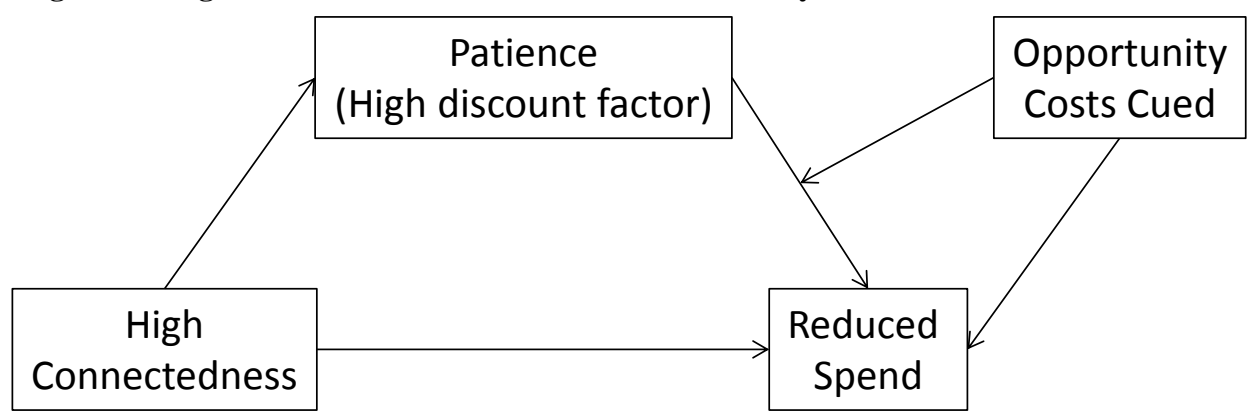 Patience
(High discount factor)
Opportunity
Costs Cued
High
Connectedness
Reduced
Spend